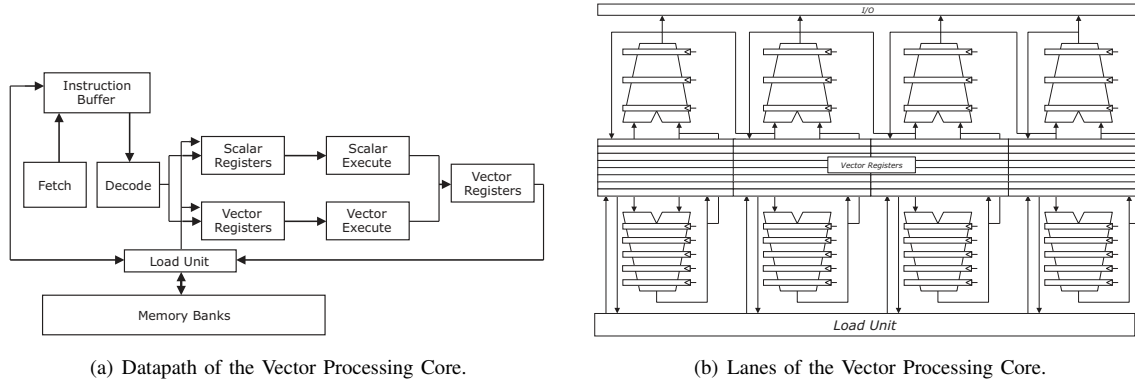 Instruction
Buffer
Fetch
Decode
Scalar
Registers
Scalar
Execute
Vector
Registers
Vector
Registers
Vector
Execute
Load Unit
Memory Banks
(a) Datapath of the Vector Processing Core.
I/O
Vector Registers
Load Unit
(b) Lanes of the Vector Processing Core.